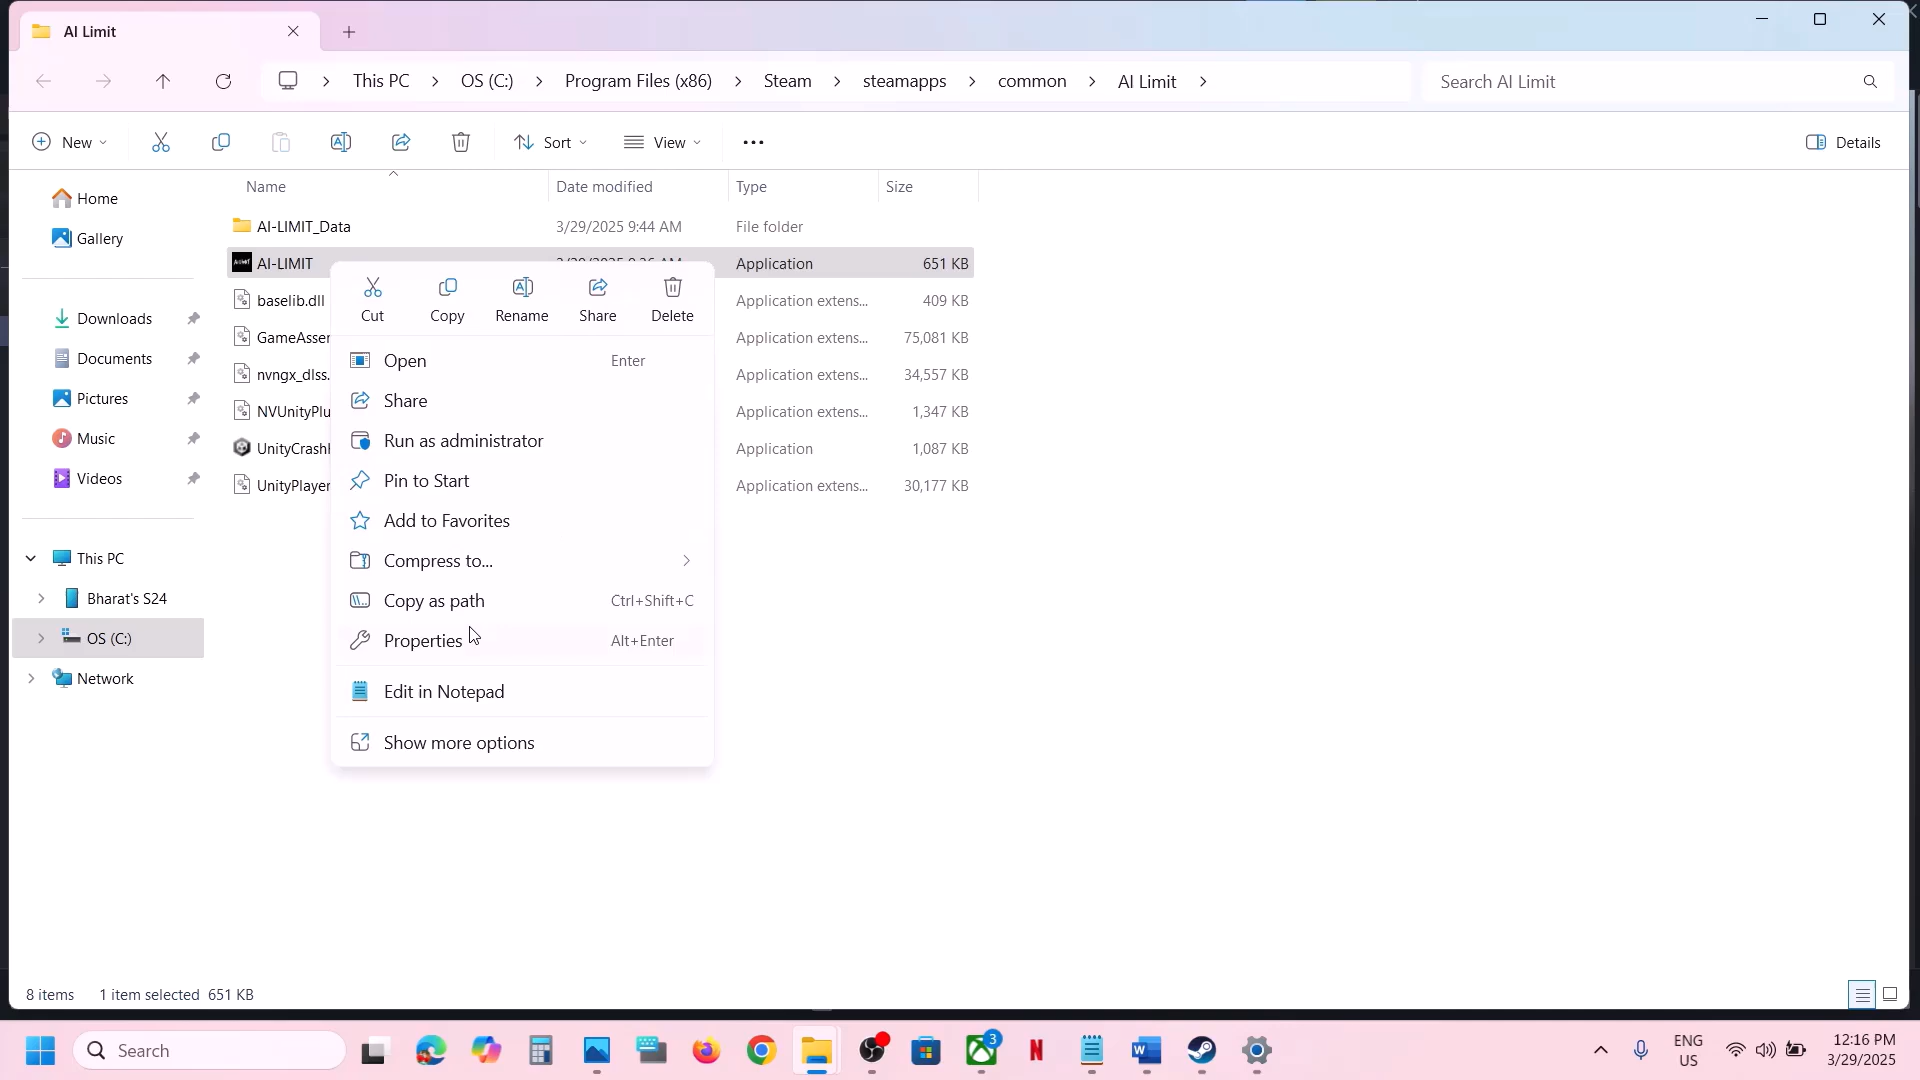 AI Limit
This PC
OS (C:)
Program Files (x86)
Steam
steamapps
common
AI Limit
Search AI Limit
New
Sort
View
Details
Name
Date modified
Type
Size
Home
Gallery
Downloads
Documents
Pictures
Music
Videos
This PC
Bharat's S24
OS (C:)
Network
AI-LIMIT_Data
3/29/2025 9:44 AM
File folder
AI-LIMIT
Application
651 KB
baselib.dll
Application extens...
409 KB
GameAsser
Application extens...
75,081 KB
nvngx_dlss.
Application extens...
34,557 KB
NVUnityPlu
Application extens...
1,347 KB
UnityCrashH
Application
1,087 KB
UnityPlayer
Application extens...
30,177 KB
Cut
Copy
Rename
Share
Delete
Open
Enter
Share
Run as administrator
Pin to Start
Add to Favorites
Compress to...
Copy as path
Ctrl+Shift+C
Properties
Alt+Enter
Edit in Notepad
Show more options
8 items
1 item selected 651 KB
Search
3
ENG
US
12:16 PM
3/29/2025